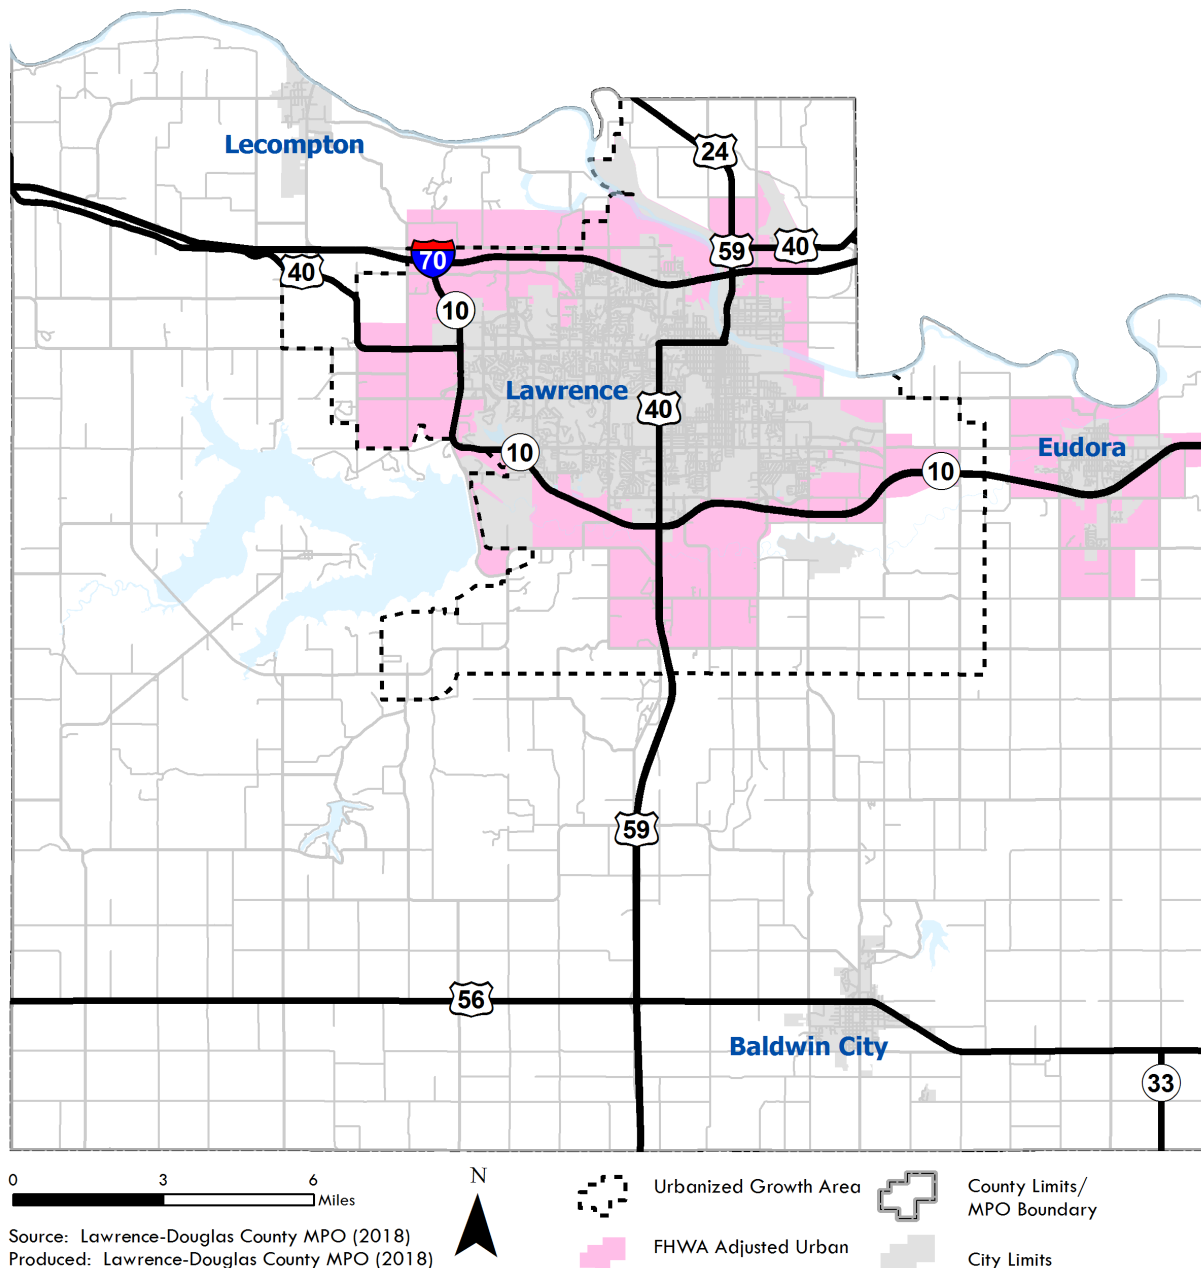 Lecompton
24
59
40
70
40
10
Lawrence
40
10
Eudora
10
59
56
Baldwin City
33
0 3 6
Miles
N
Source: Lawrence-Douglas County MPO (2018)
Produced: Lawrence-Douglas County MPO (2018)
Urbanized Growth Area
FHWA Adjusted Urban
County Limits/
MPO Boundary
City Limits